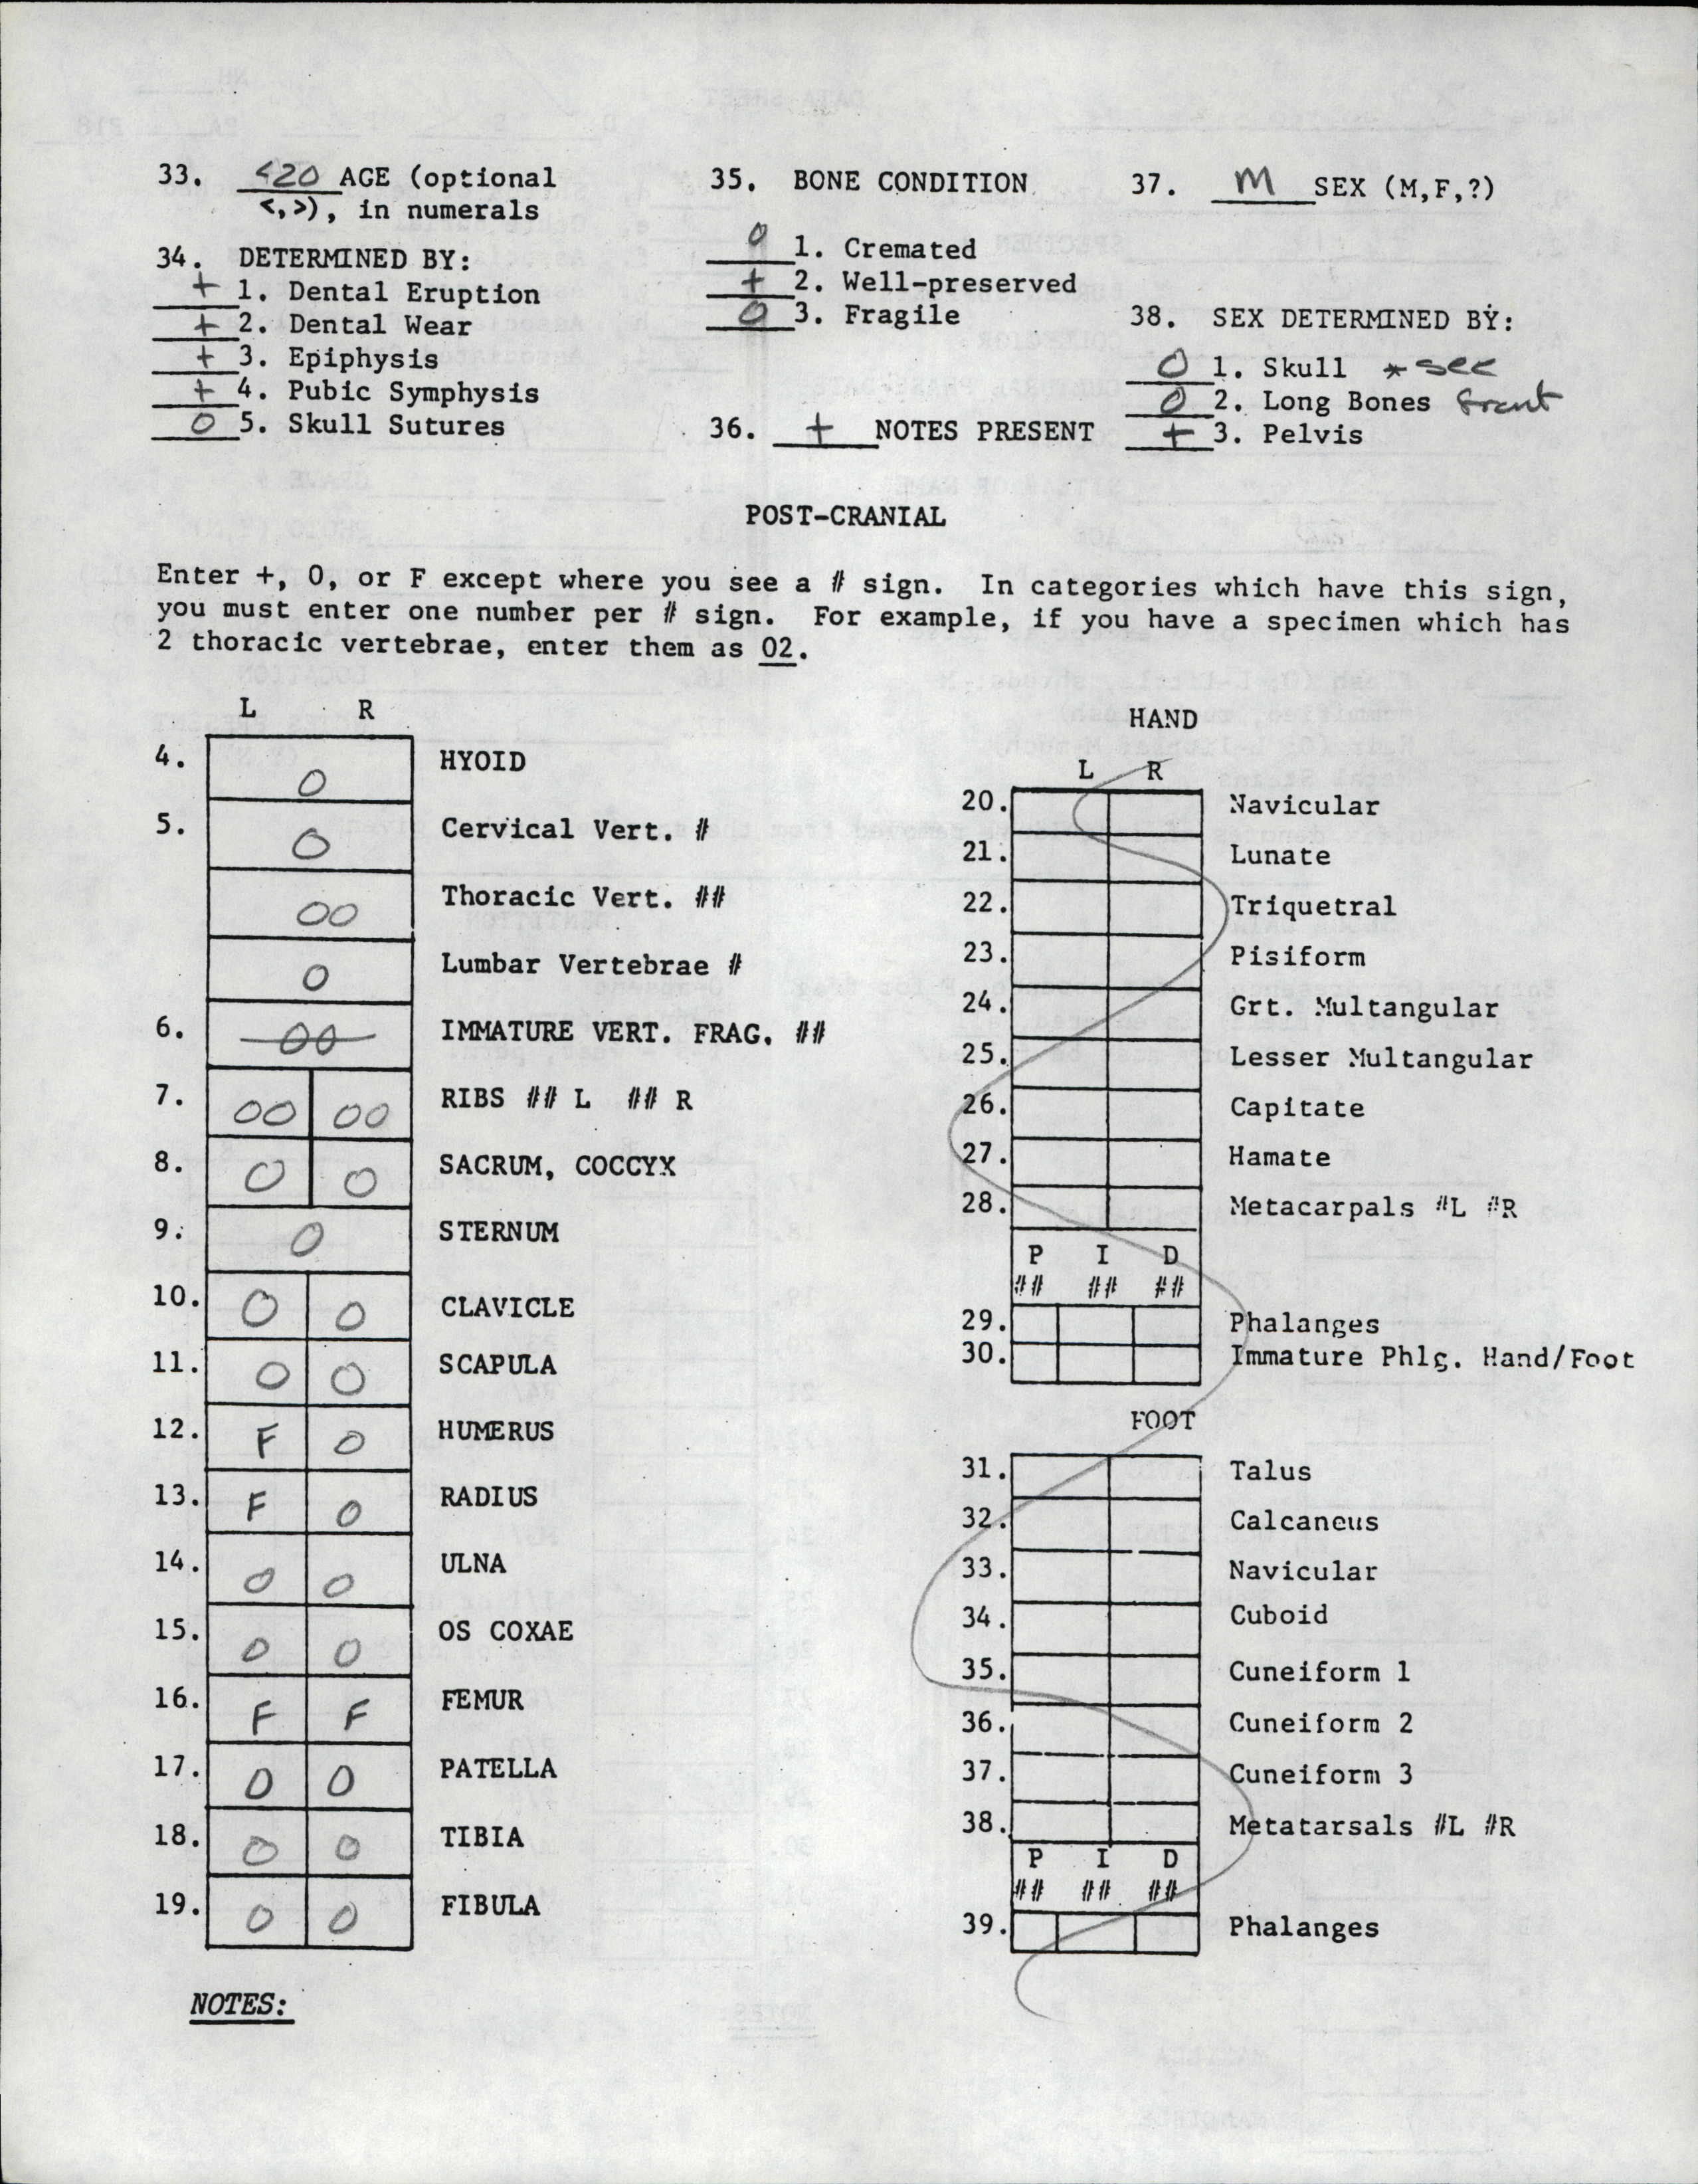 33. <20 AGE (optional
<,>), in numerals
34. DETERMINED BY:
+ 1. Dental Eruption
+ 2. Dental Wear
+ 3. Epiphysis
+ 4. Pubic Symphysis
0 5. Skull Sutures
35. BONE CONDITION
0 1. Cremated
+ 2. Well-preserved
0 3. Fragile
36. + NOTES PRESENT
37. M SEX (M,F,?)
38. SEX DETERMINED BY:
0 1. Skull * see
0 2. Long Bones front
+ 3. Pelvis
POST-CRANIAL
Enter +, 0, or F except where you see a # sign. In categories which have this sign,
you must enter one number per # sign. For example, if you have a specimen which has
2 thoracic vertebrae, enter them as 02.
L R
4. 0 HYOID
5. 0 Cervical Vert. #
00 Thoracic Vert. ##
0 Lumbar Vertebrae #
6. 00 IMMATURE VERT. FRAG. ##
7. 00 00 RIBS ## L ## R
8. 0 0 SACRUM, COCCYX
9. 0 STERNUM
10. 0 0 CLAVICLE
11. 0 0 SCAPULA
12. F 0 HUMERUS
13. F 0 RADIUS
14. 0 0 ULNA
15. 0 0 OS COXAE
16. F F FEMUR
17. 0 0 PATELLA
18. 0 0 TIBIA
19. 0 0 FIBULA
NOTES:
HAND
L R
20. Navicular
21. Lunate
22. Triquetral
23. Pisiform
24. Grt. Multangular
25. Lesser Multangular
26. Capitate
27. Hamate
28. Metacarpals #L #R
P I D
## ## ##
29. Phalanges
30. Immature Phlg. Hand/Foot
FOOT
31. Talus
32. Calcaneus
33. Navicular
34. Cuboid
35. Cuneiform 1
36. Cuneiform 2
37. Cuneiform 3
38. Metatarsals #L #R
P I D
## ## ##
39. Phalanges